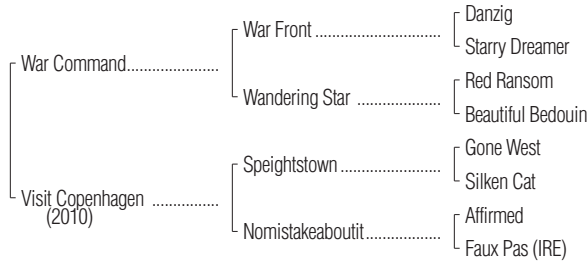 Danzig
War Front
Starry Dreamer
War Command
Red Ransom
Wandering Star
Beautiful Bedouin
Gone West
Speightstown
Silken Cat
Visit Copenhagen
(2010)
Affirmed
Nomistakeaboutit
Faux Pas (IRE)